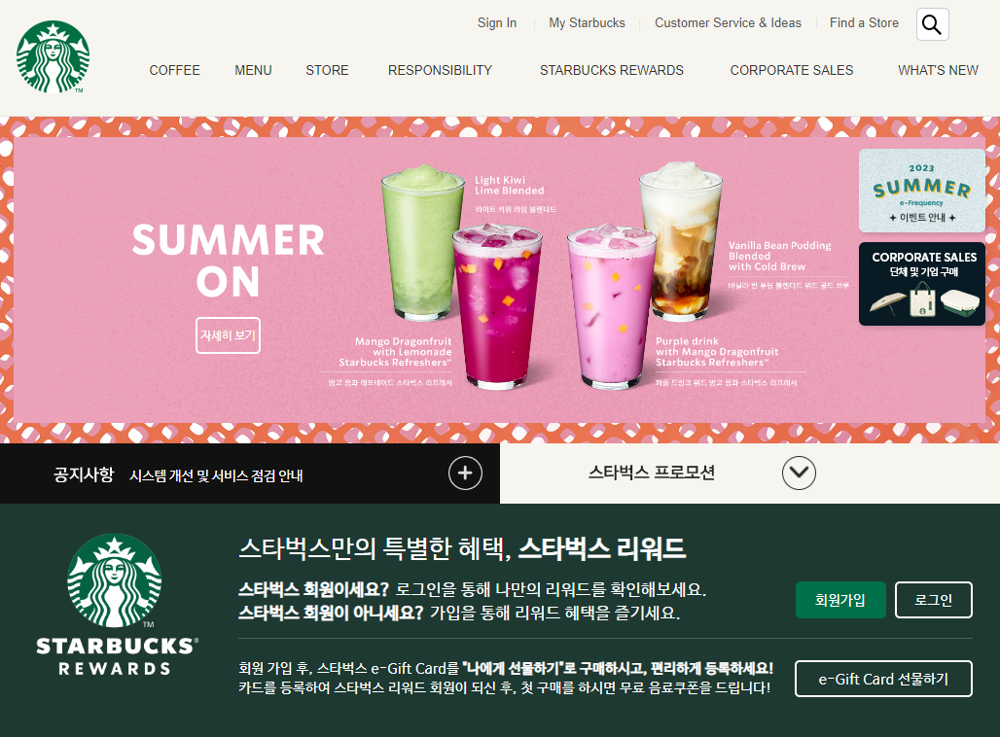 Sign In
My Starbucks
Customer Service & Ideas
Find a Store
TM
COFFEE
MENU
STORE
RESPONSIBILITY
STARBUCKS REWARDS
CORPORATE SALES
WHAT'S NEW
SUMMER
ON
자세히 보기
Light Kiwi
Lime Blended
라이트 키위 라임 블렌디드
Mango Dragonfruit
with Lemonade
Starbucks Refreshers™
망고 용과 레모네이드 스타벅스 리프레셔
Vanilla Bean Pudding
Blended
with Cold Brew
바닐라 빈 푸딩 블렌디드 위드 콜드 브루
Purple drink
with Mango Dragonfruit
Starbucks Refreshers™
퍼플 드링크 위드 망고 용과 스타벅스 리프레셔
2023
SUMMER
e-Frequency
이벤트 안내
CORPORATE SALES
단체 및 기업 구매
공지사항 시스템 개선 및 서비스 점검 안내
스타벅스 프로모션
TM
STARBUCKS®
REWARDS
스타벅스만의 특별한 혜택, 스타벅스 리워드
스타벅스 회원이세요? 로그인을 통해 나만의 리워드를 확인해보세요.
스타벅스 회원이 아니세요? 가입을 통해 리워드 혜택을 즐기세요.
회원가입
로그인
회원 가입 후, 스타벅스 e-Gift Card를 "나에게 선물하기"로 구매하시고, 편리하게 등록하세요!
카드를 등록하여 스타벅스 리워드 회원이 되신 후, 첫 구매를 하시면 무료 음료쿠폰을 드립니다!
e-Gift Card 선물하기